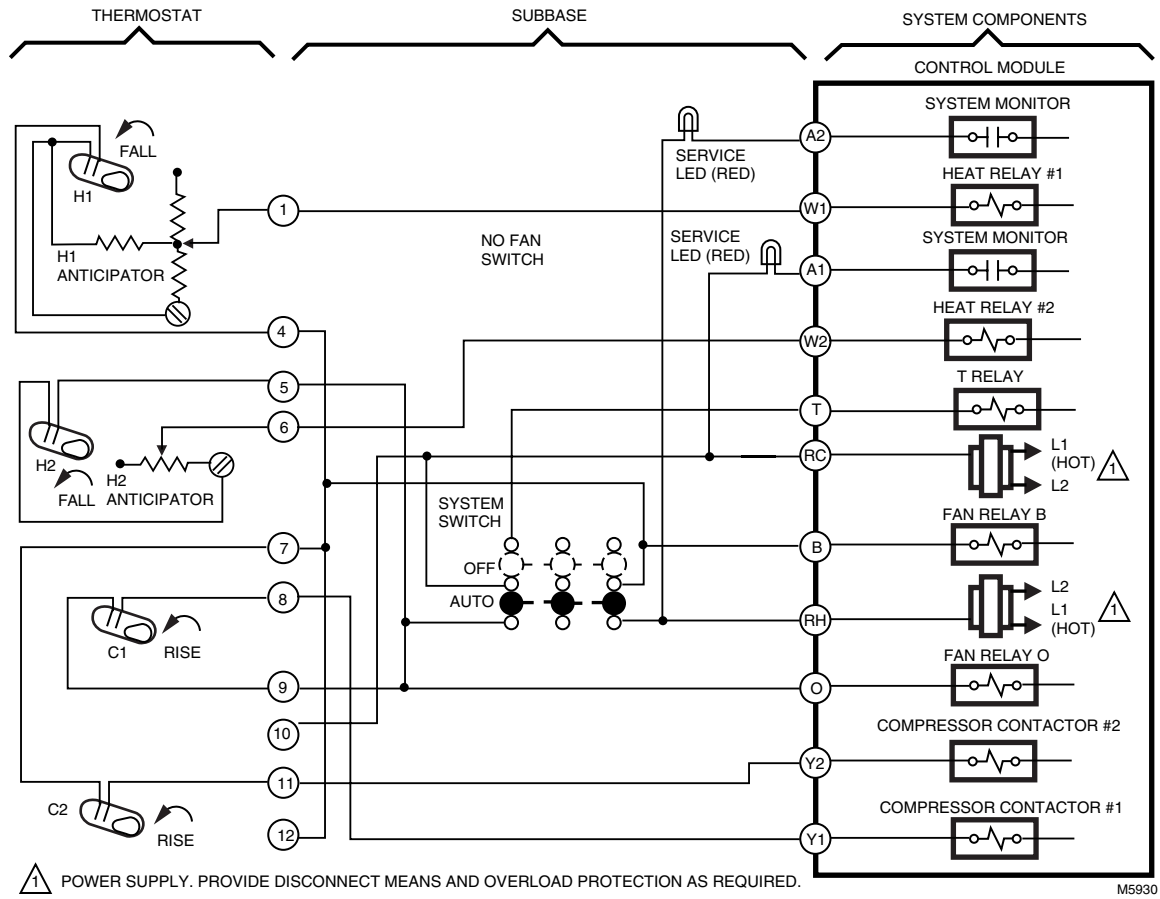 THERMOSTAT
SUBBASE
SYSTEM COMPONENTS
CONTROL MODULE
SYSTEM MONITOR
A2
FALL
SERVICE
LED (RED)
H1
HEAT RELAY #1
1
W1
NO FAN
SWITCH
SERVICE
LED (RED)
SYSTEM MONITOR
H1
ANTICIPATOR
A1
HEAT RELAY #2
4
W2
T RELAY
5
T
6
H2
FALL
H2
ANTICIPATOR
RC
L1
(HOT)
L2
1
SYSTEM
SWITCH
FAN RELAY B
7
B
OFF
AUTO
8
L2
L1
(HOT)
1
RH
C1
RISE
FAN RELAY O
9
O
10
COMPRESSOR CONTACTOR #2
11
Y2
C2
RISE
COMPRESSOR CONTACTOR #1
12
Y1
1 POWER SUPPLY. PROVIDE DISCONNECT MEANS AND OVERLOAD PROTECTION AS REQUIRED.
M5930